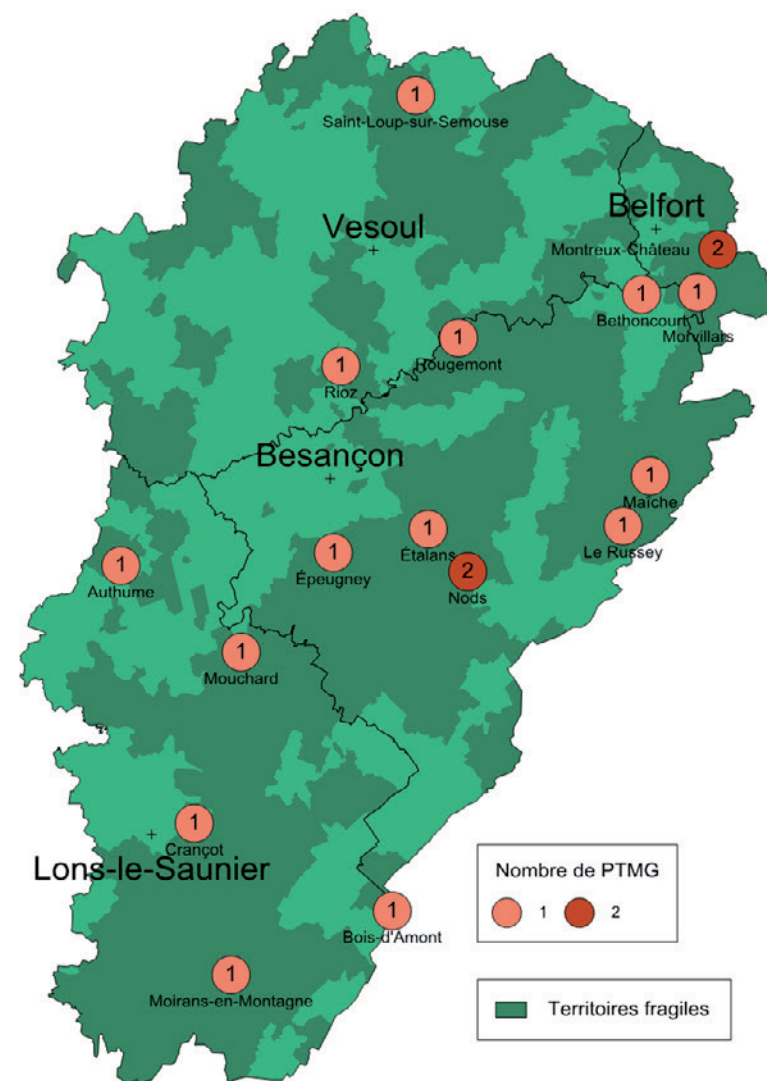 1
Saint-Loup-sur-Semouse
Vesoul
Belfort
Montreux-Château
2
1
Bethoncourt
1
Morvillars
1
Rougemont
1
Rioz
Besançon
1
Maîche
1
Le Russey
1
Étalans
1
Épeugney
2
Nods
1
Authume
1
Mouchard
1
Crançot
Lons-le-Saunier
1
Bois-d'Amont
1
Moirans-en-Montagne
Nombre de PTMG
1 2
Territoires fragiles